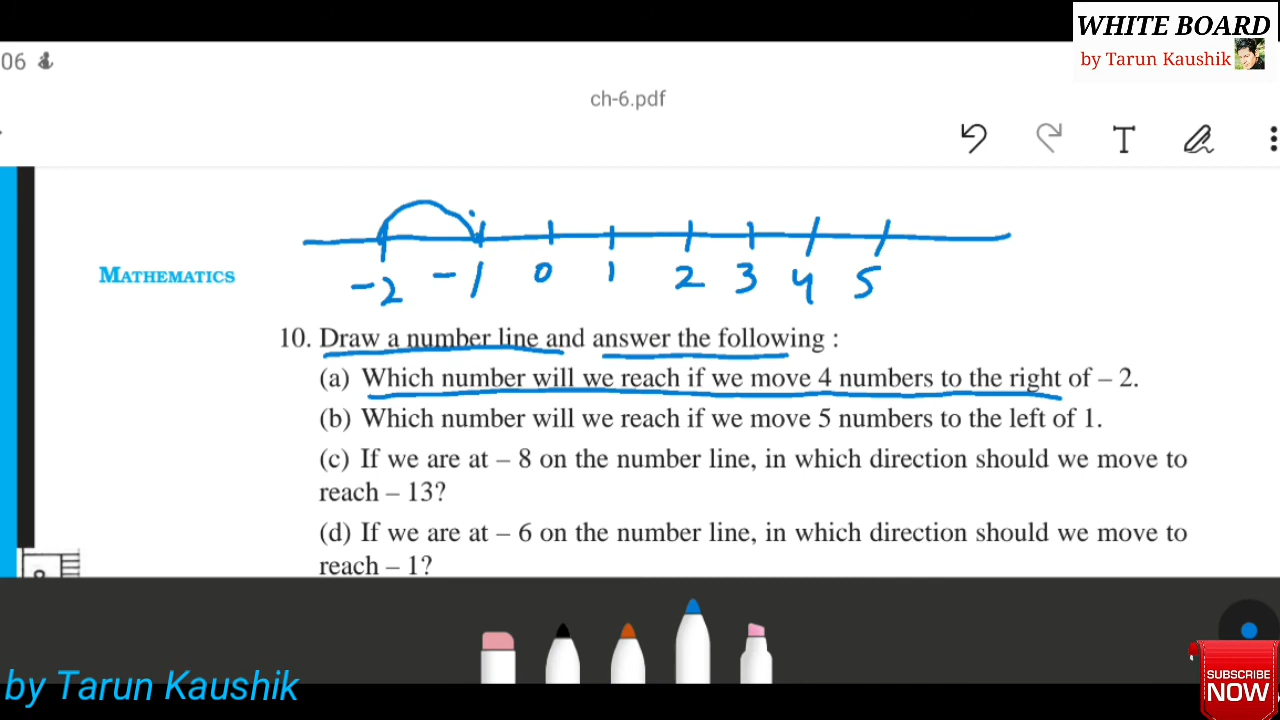 WHITE BOARD
by Tarun Kaushik
06
ch-6.pdf
T
-2 -1 0 1 2 3 4 5
MATHEMATICS
10. Draw a number line and answer the following :
(a) Which number will we reach if we move 4 numbers to the right of – 2.
(b) Which number will we reach if we move 5 numbers to the left of 1.
(c) If we are at – 8 on the number line, in which direction should we move to
reach – 13?
(d) If we are at – 6 on the number line, in which direction should we move to
reach – 1?
by Tarun Kaushik
SUBSCRIBE
NOW